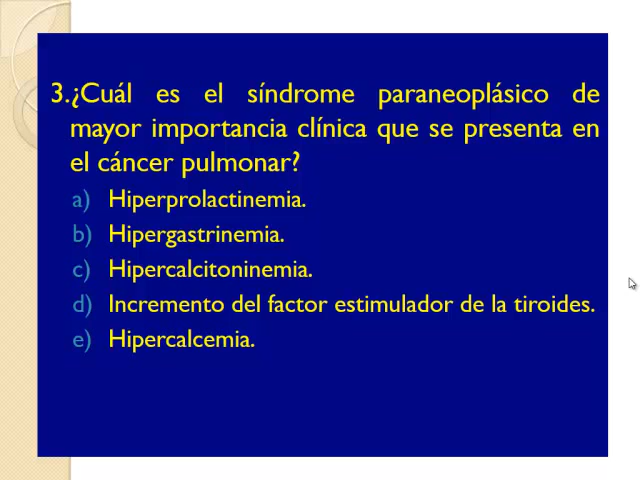 3.¿Cuál es el síndrome paraneoplásico de
mayor importancia clínica que se presenta en
el cáncer pulmonar?
a) Hiperprolactinemia.
b) Hipergastrinemia.
c) Hipercalcitoninemia.
d) Incremento del factor estimulador de la tiroides.
e) Hipercalcemia.